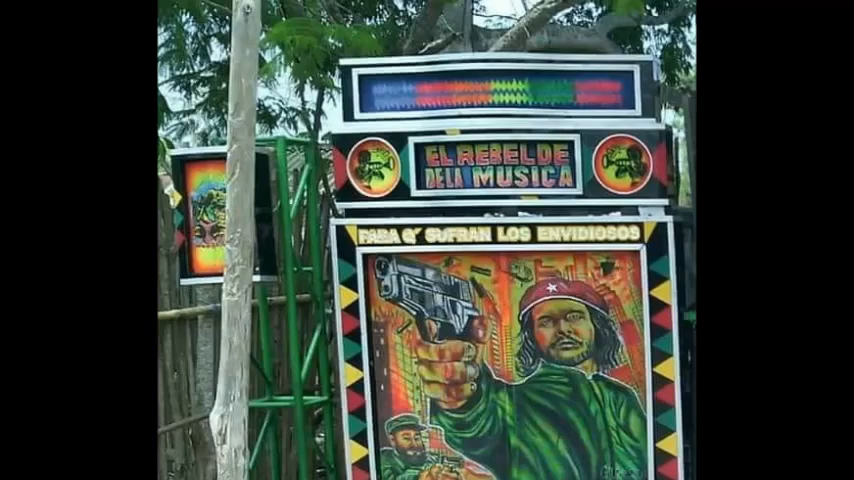 EL REBELDE
DE LA MUSICA
PARA Q' SUFRAN LOS ENVIDIOSOS